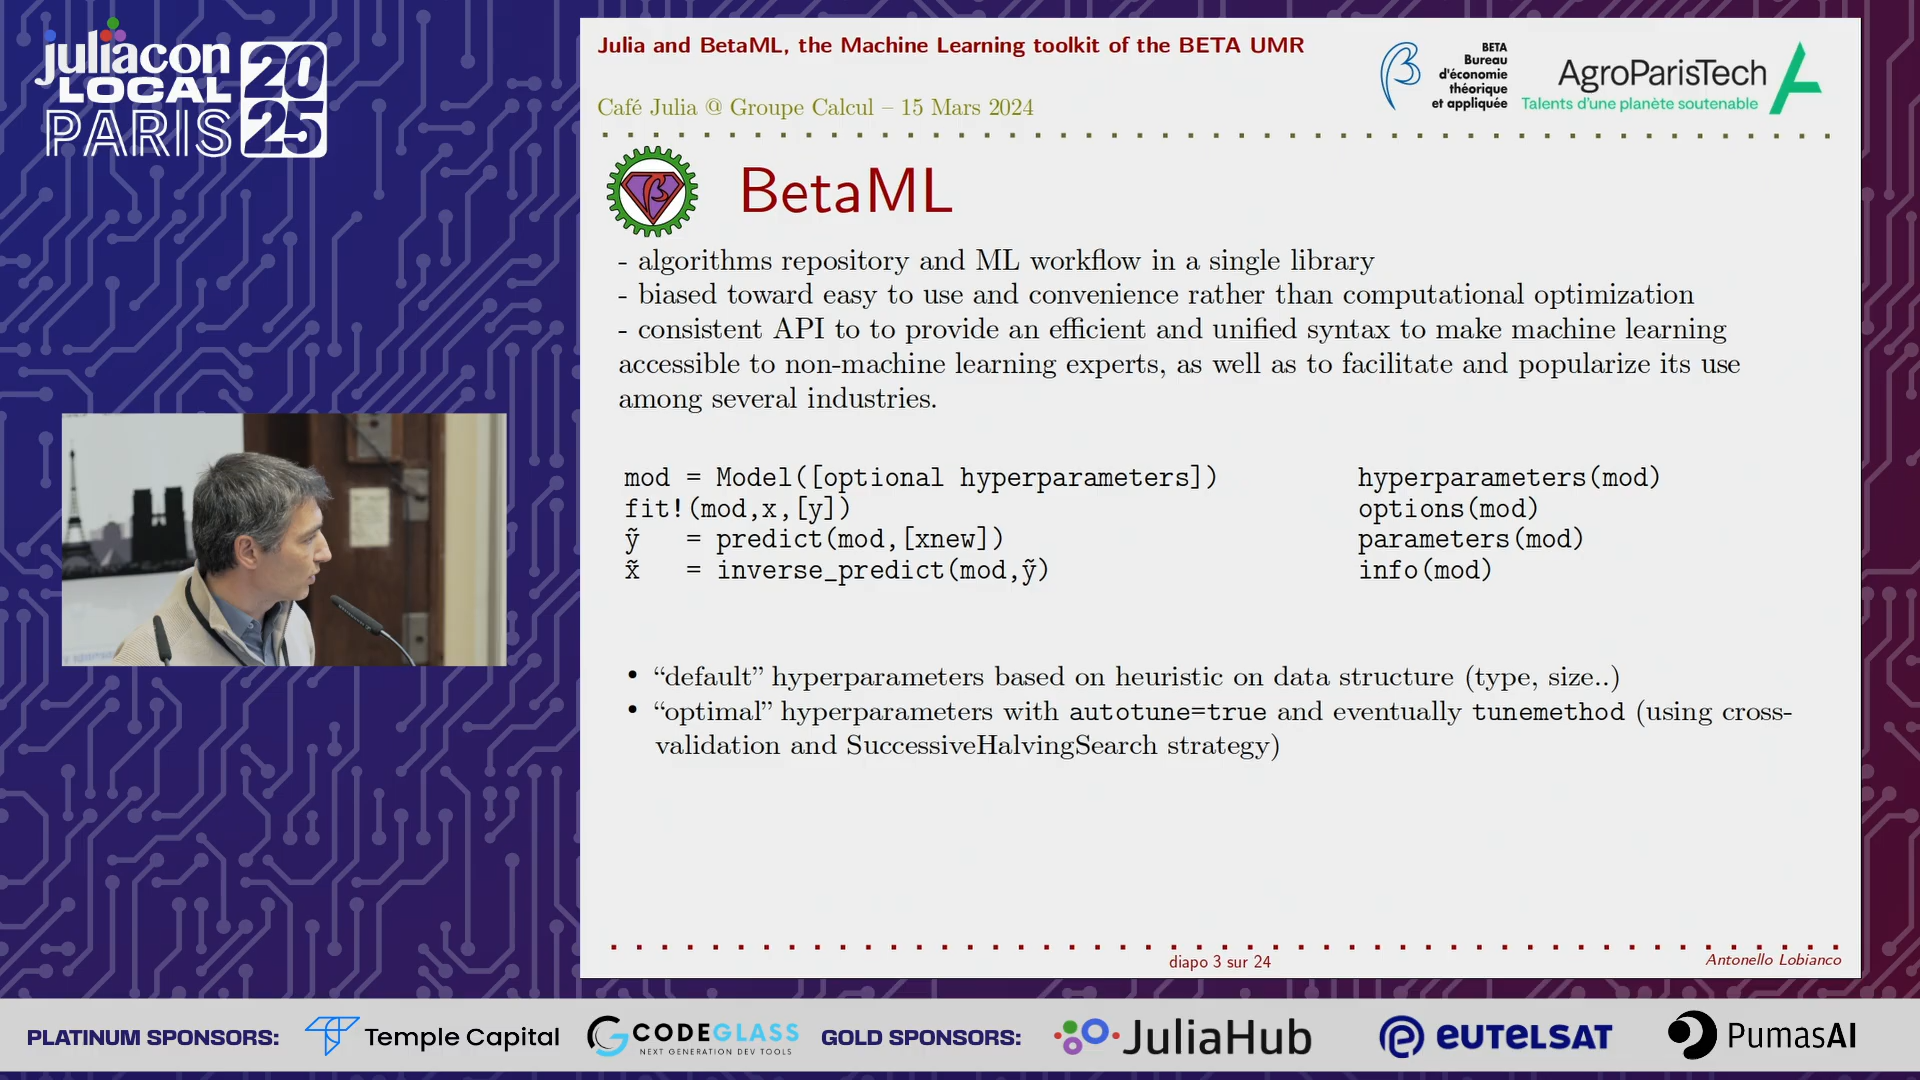 juliacon
LOCAL
PARIS
20
25
Julia and BetaML, the Machine Learning toolkit of the BETA UMR
Café Julia @ Groupe Calcul – 15 Mars 2024
BETA
Bureau
d'économie
théorique
et appliquée
AgroParisTech
Talents d'une planète soutenable
BetaML
- algorithms repository and ML workflow in a single library
- biased toward easy to use and convenience rather than computational optimization
- consistent API to to provide an efficient and unified syntax to make machine learning
accessible to non-machine learning experts, as well as to facilitate and popularize its use
among several industries.
mod = Model([optional hyperparameters])
fit!(mod,x,[y])
ỹ = predict(mod,[xnew])
x̃ = inverse_predict(mod,ỹ)
hyperparameters(mod)
options(mod)
parameters(mod)
info(mod)
• “default” hyperparameters based on heuristic on data structure (type, size..)
• “optimal” hyperparameters with autotune=true and eventually tunemethod (using cross-
validation and SuccessiveHalvingSearch strategy)
diapo 3 sur 24
Antonello Lobianco
PLATINUM SPONSORS:
Temple Capital
CODEGLASS
NEXT GENERATION DEV TOOLS
GOLD SPONSORS:
JuliaHub
EUTELSAT
PumasAI